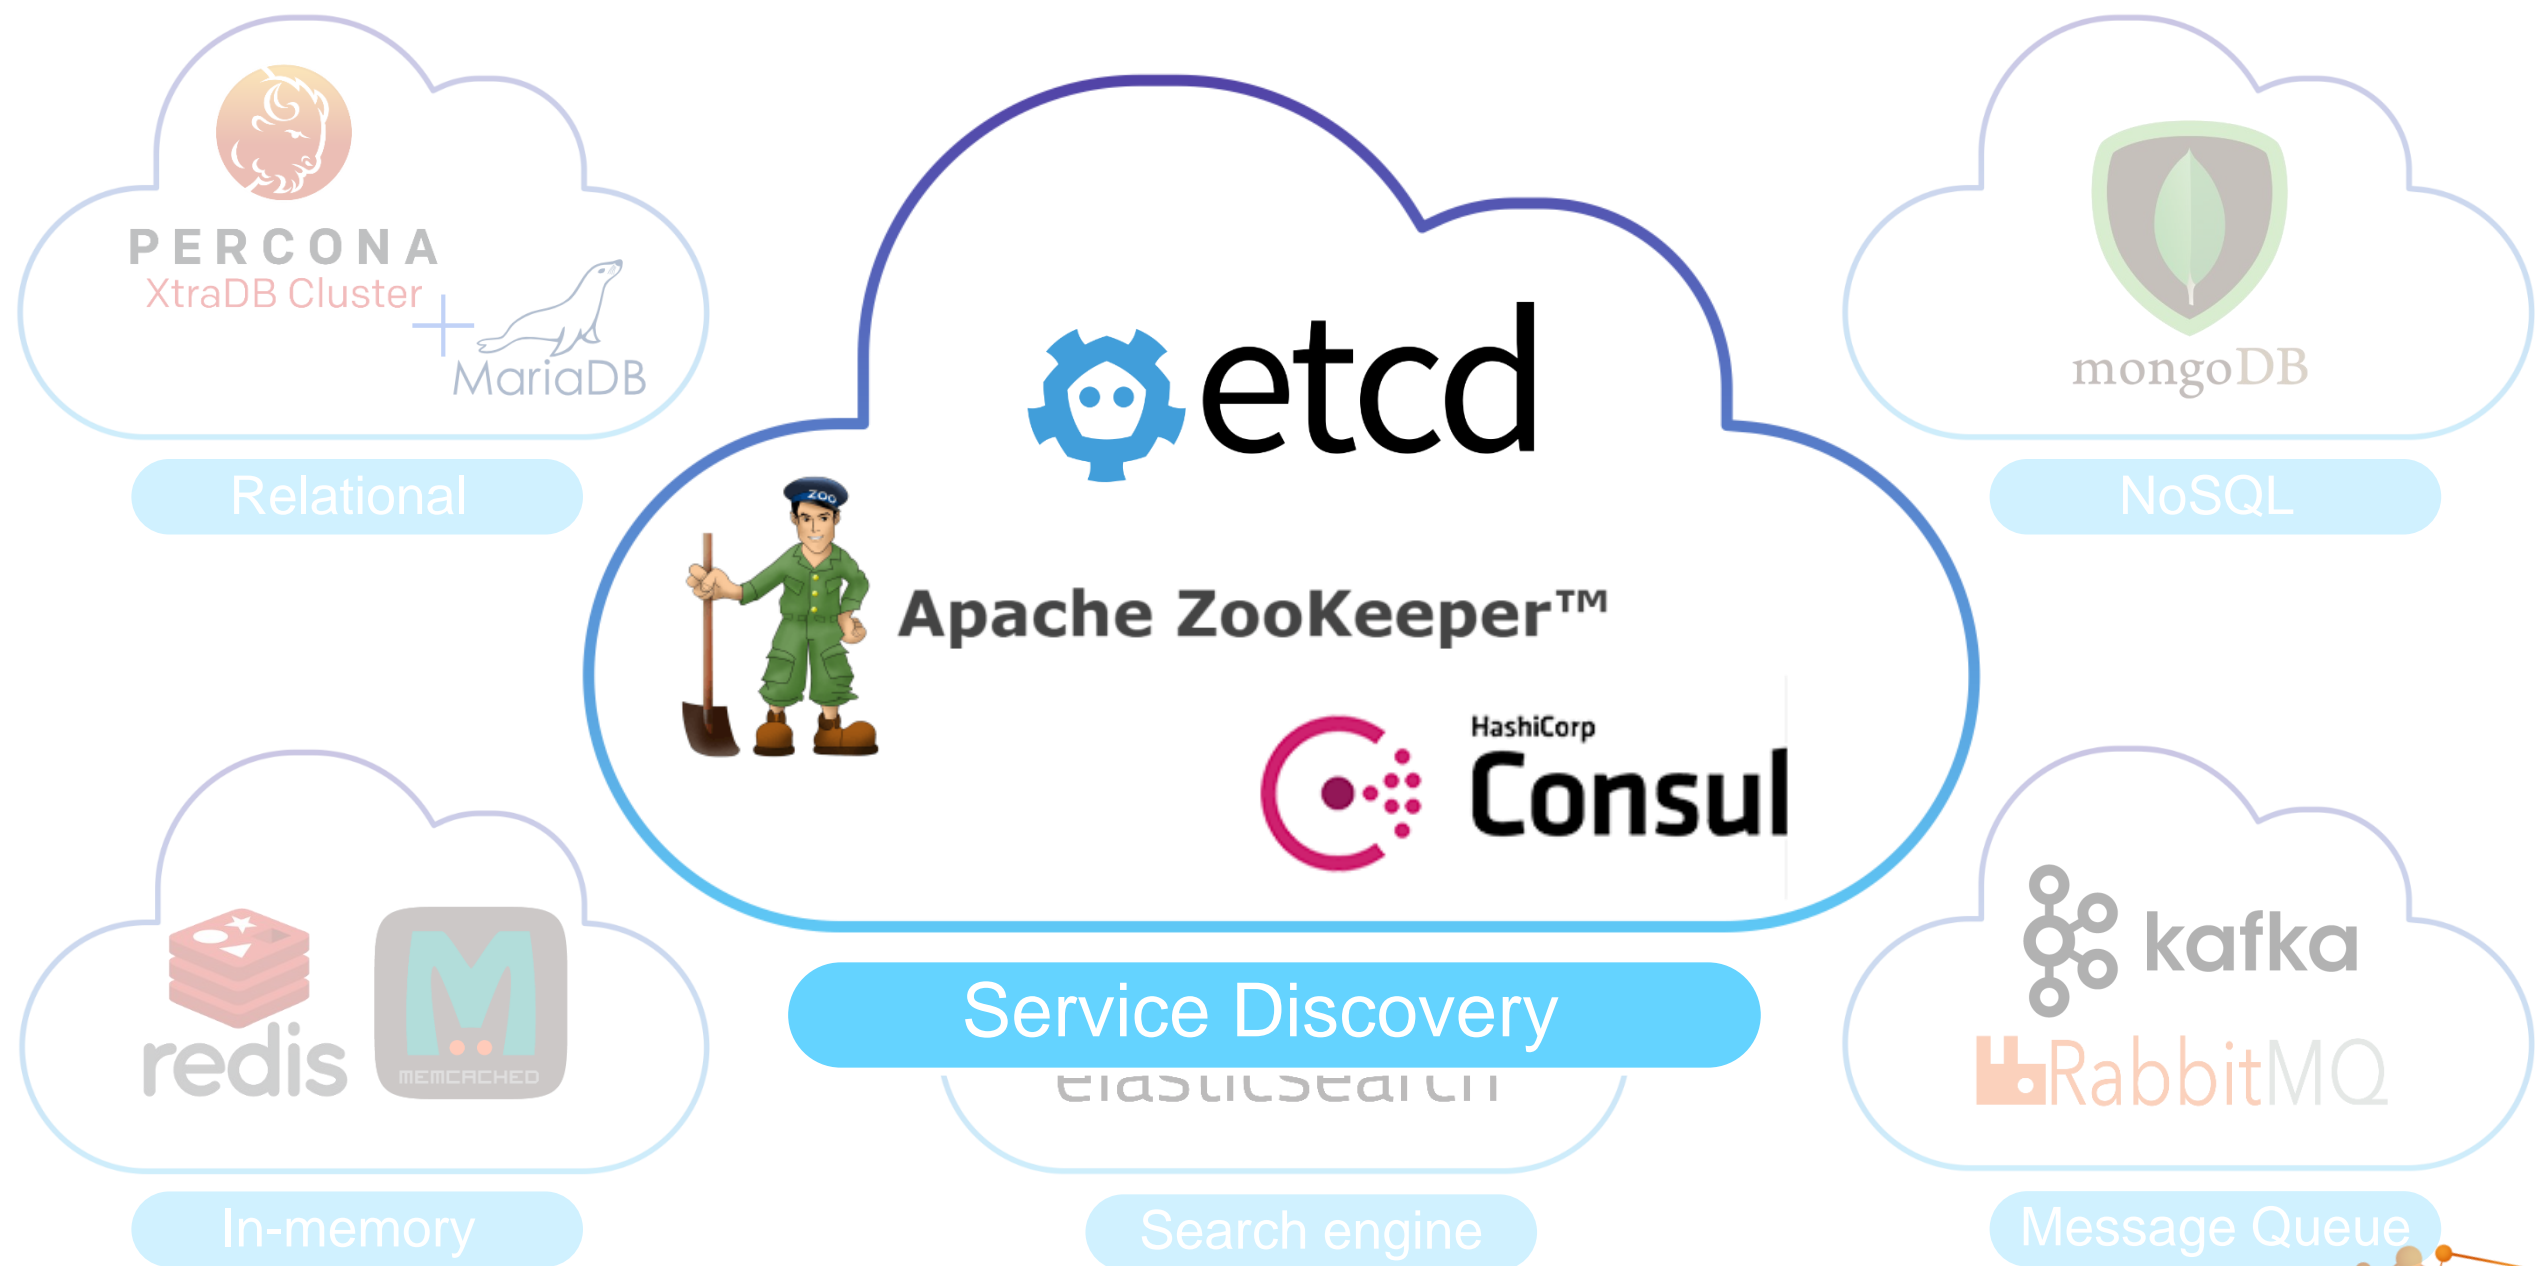 PERCONA
XtraDB Cluster
MariaDB
Relational
etcd
ZOO
Apache ZooKeeper™
HashiCorp
Consul
Service Discovery
mongoDB
NoSQL
redis
MEMCACHED
In-memory
elasticsearch
Search engine
kafka
RabbitMQ
Message Queue